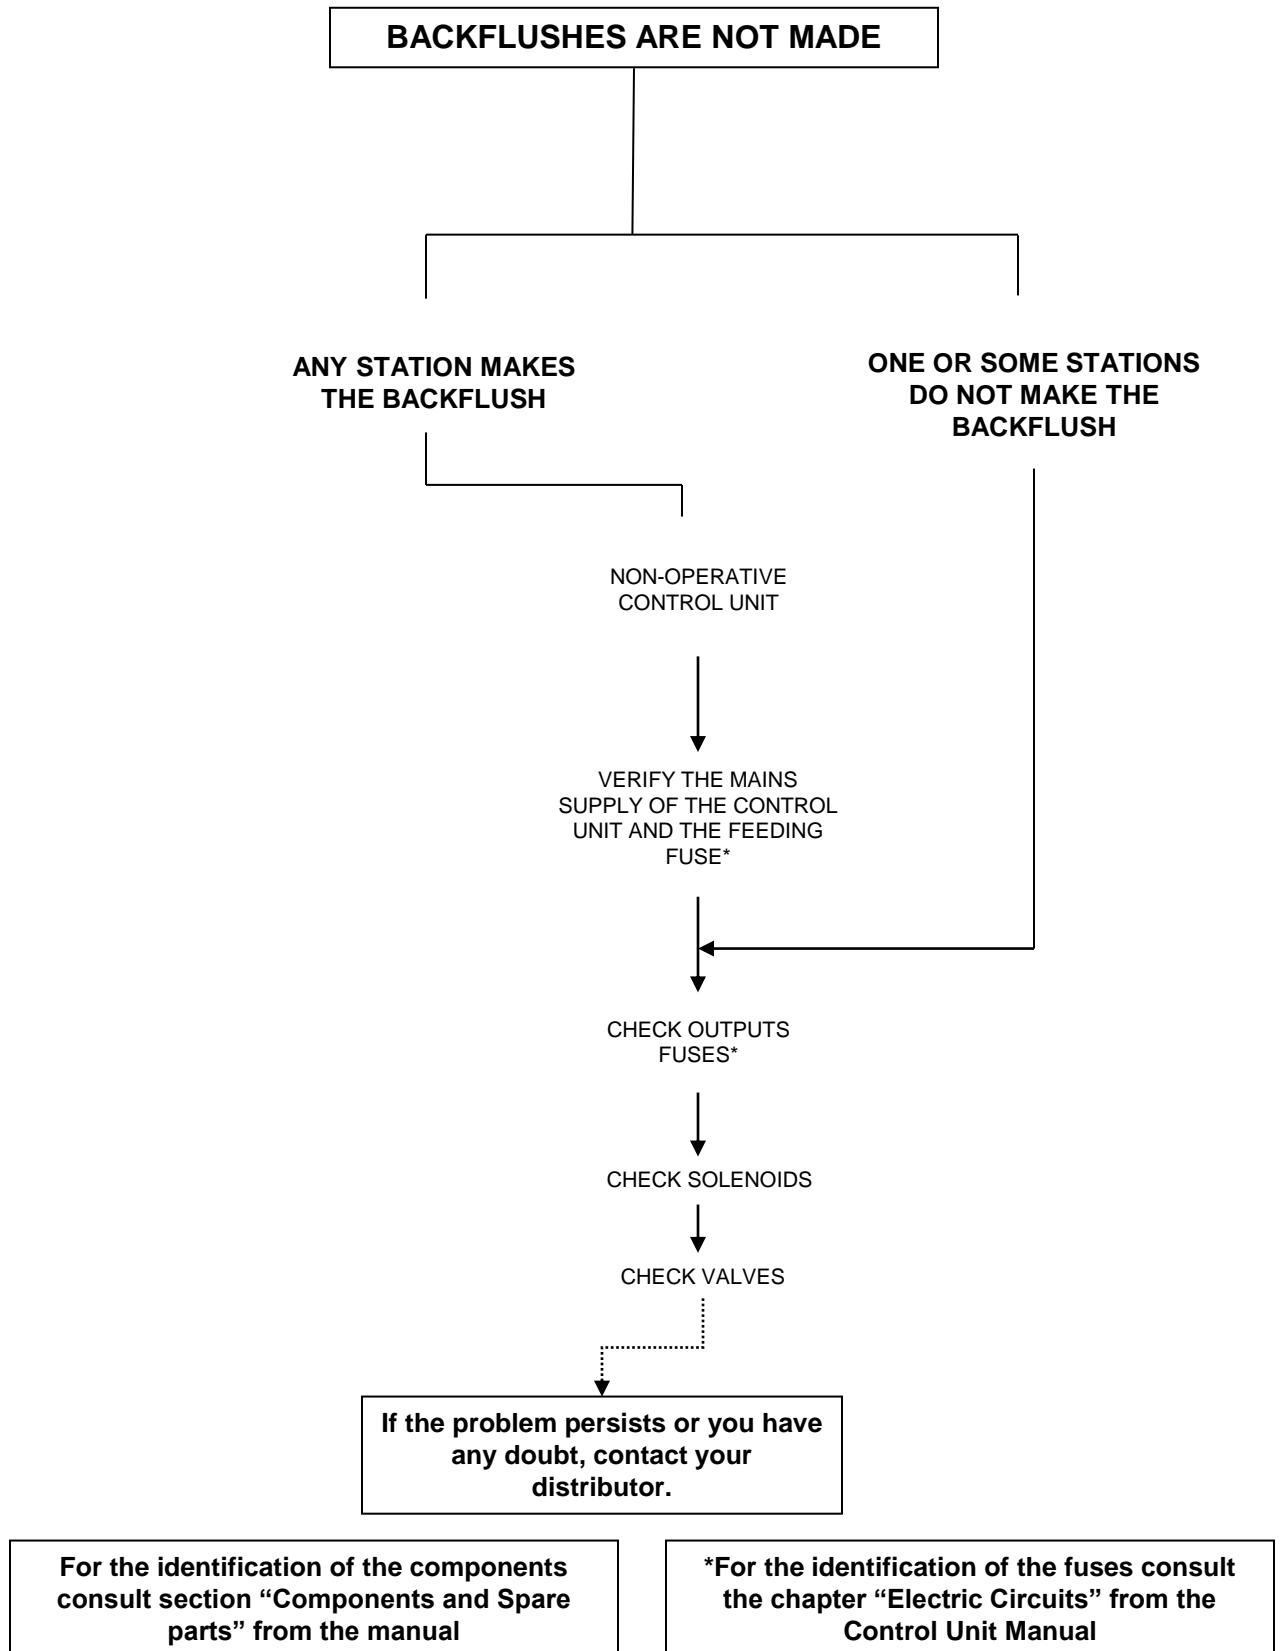 BACKFLUSHES ARE NOT MADE
ANY STATION MAKES
THE BACKFLUSH
ONE OR SOME STATIONS
DO NOT MAKE THE
BACKFLUSH
NON-OPERATIVE
CONTROL UNIT
VERIFY THE MAINS
SUPPLY OF THE CONTROL
UNIT AND THE FEEDING
FUSE*
CHECK OUTPUTS
FUSES*
CHECK SOLENOIDS
CHECK VALVES
If the problem persists or you have
any doubt, contact your
distributor.
For the identification of the components
consult section “Components and Spare
parts” from the manual
*For the identification of the fuses consult
the chapter “Electric Circuits” from the
Control Unit Manual